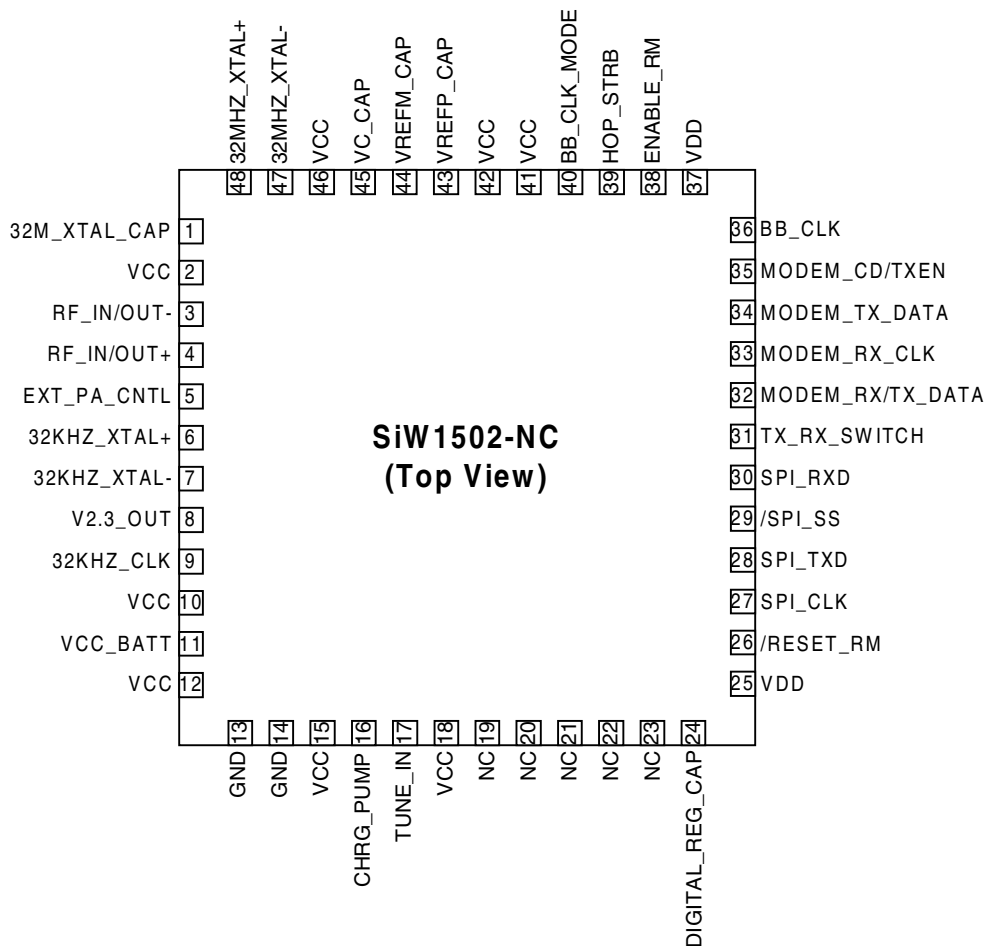 32MHZ_XTAL+
32MHZ_XTAL-
VCC
VC_CAP
VREFM_CAP
VREFP_CAP
VCC
VCC
BB_CLK_MODE
HOP_STRB
ENABLE_RM
VDD
48
47
46
45
44
43
42
41
40
39
38
37
32M_XTAL_CAP 1
VCC 2
RF_IN/OUT- 3
RF_IN/OUT+ 4
EXT_PA_CNTL 5
32KHZ_XTAL+ 6
32KHZ_XTAL- 7
V2.3_OUT 8
32KHZ_CLK 9
VCC 10
VCC_BATT 11
VCC 12
SiW1502-NC
(Top View)
36 BB_CLK
35 MODEM_CD/TXEN
34 MODEM_TX_DATA
33 MODEM_RX_CLK
32 MODEM_RX/TX_DATA
31 TX_RX_SWITCH
30 SPI_RXD
29 /SPI_SS
28 SPI_TXD
27 SPI_CLK
26 /RESET_RM
25 VDD
13
14
15
16
17
18
19
20
21
22
23
24
GND
GND
VCC
CHRG_PUMP
TUNE_IN
VCC
NC
NC
NC
NC
NC
DIGITAL_REG_CAP